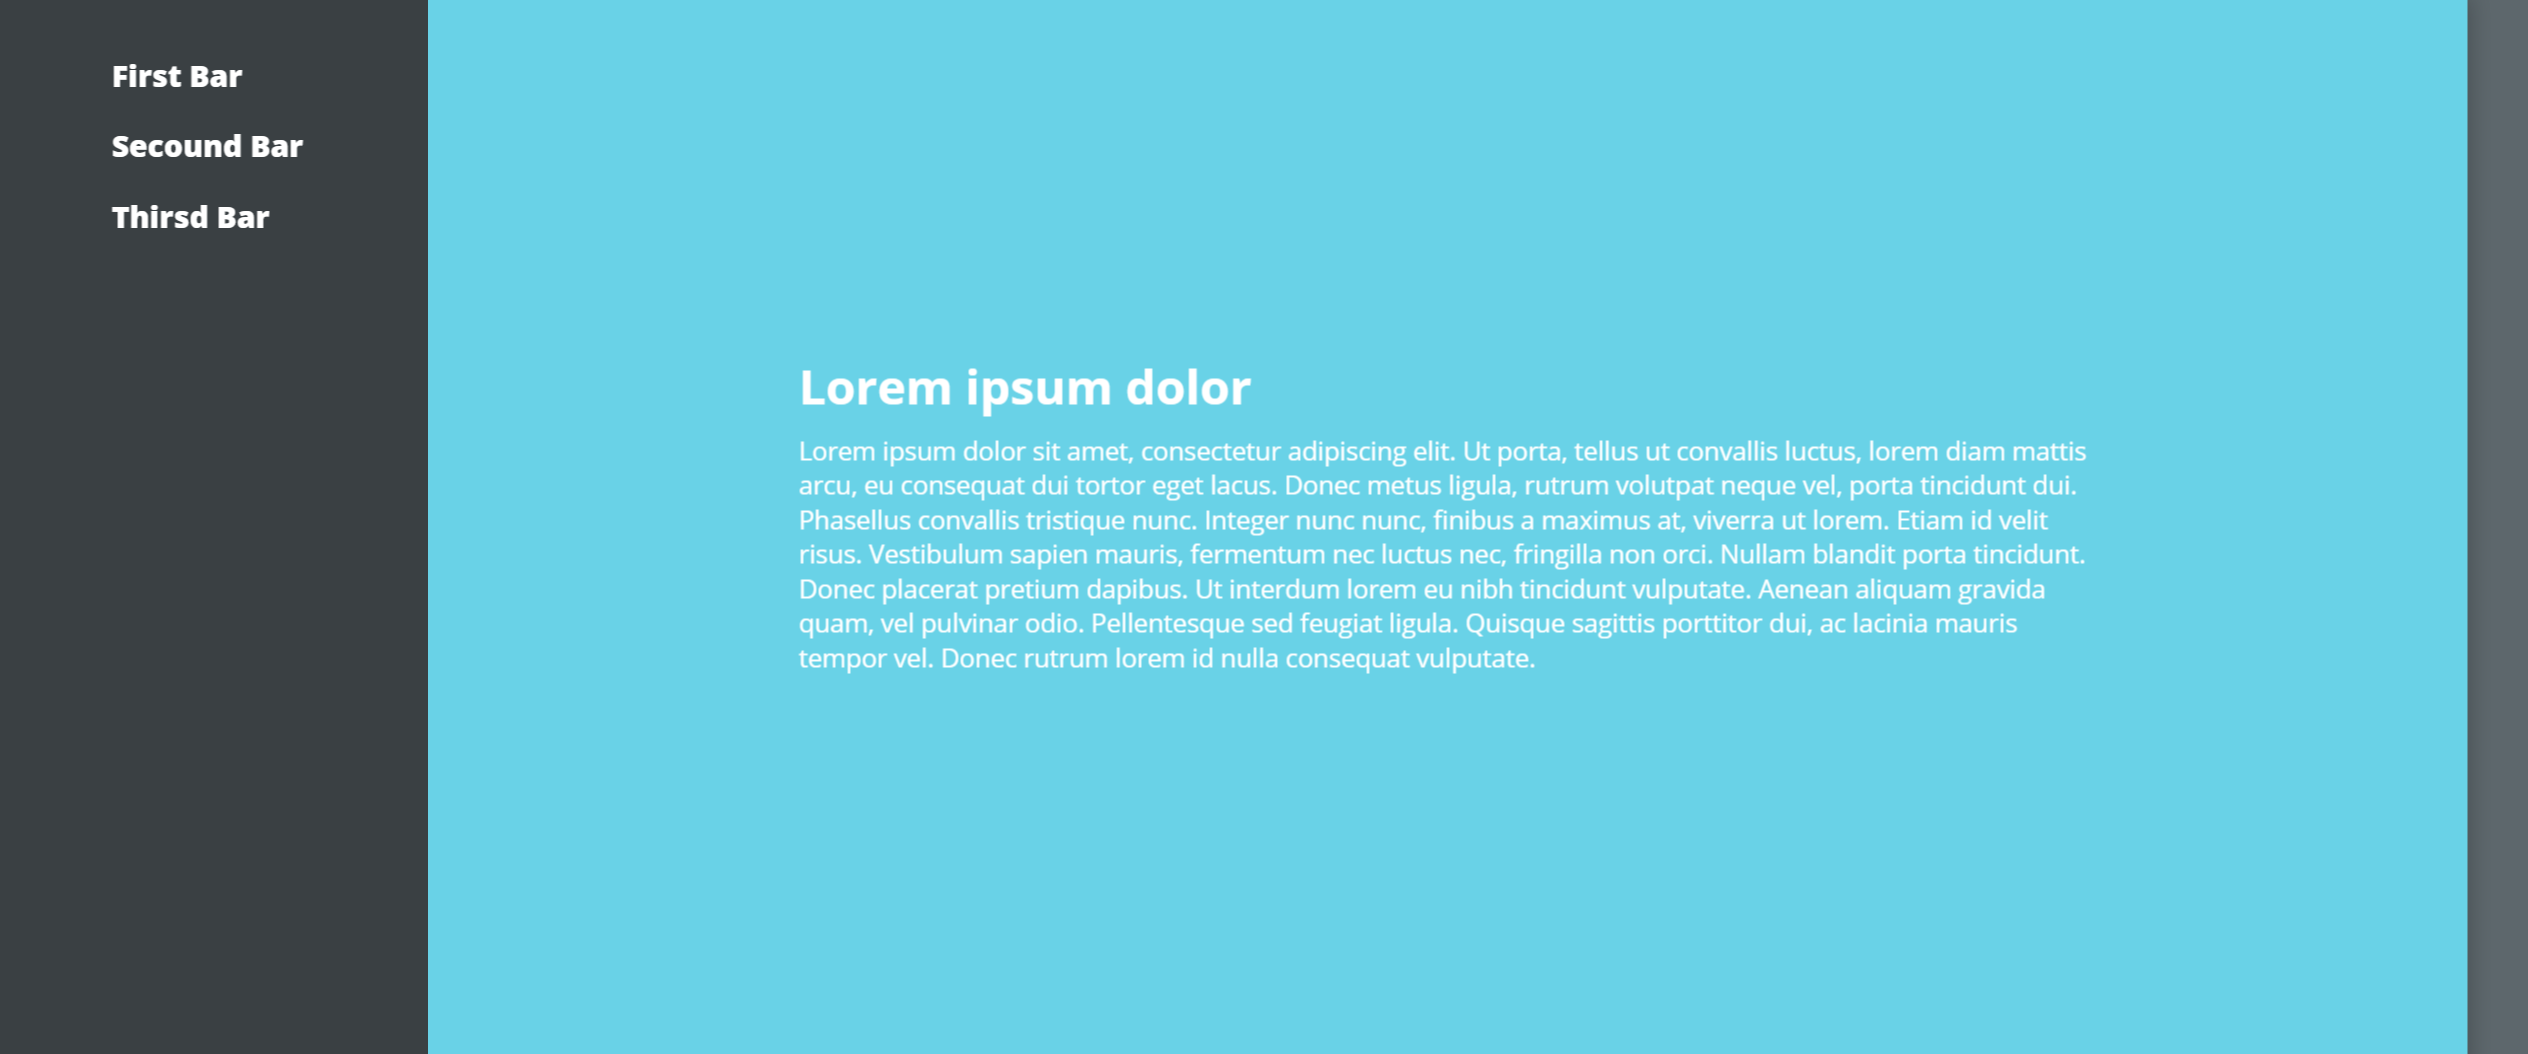 First Bar
Secound Bar
Thirsd Bar
Lorem ipsum dolor
Lorem ipsum dolor sit amet, consectetur adipiscing elit. Ut porta, tellus ut convallis luctus, lorem diam mattis
arcu, eu consequat dui tortor eget lacus. Donec metus ligula, rutrum volutpat neque vel, porta tincidunt dui.
Phasellus convallis tristique nunc. Integer nunc nunc, finibus a maximus at, viverra ut lorem. Etiam id velit
risus. Vestibulum sapien mauris, fermentum nec luctus nec, fringilla non orci. Nullam blandit porta tincidunt.
Donec placerat pretium dapibus. Ut interdum lorem eu nibh tincidunt vulputate. Aenean aliquam gravida
quam, vel pulvinar odio. Pellentesque sed feugiat ligula. Quisque sagittis porttitor dui, ac lacinia mauris
tempor vel. Donec rutrum lorem id nulla consequat vulputate.